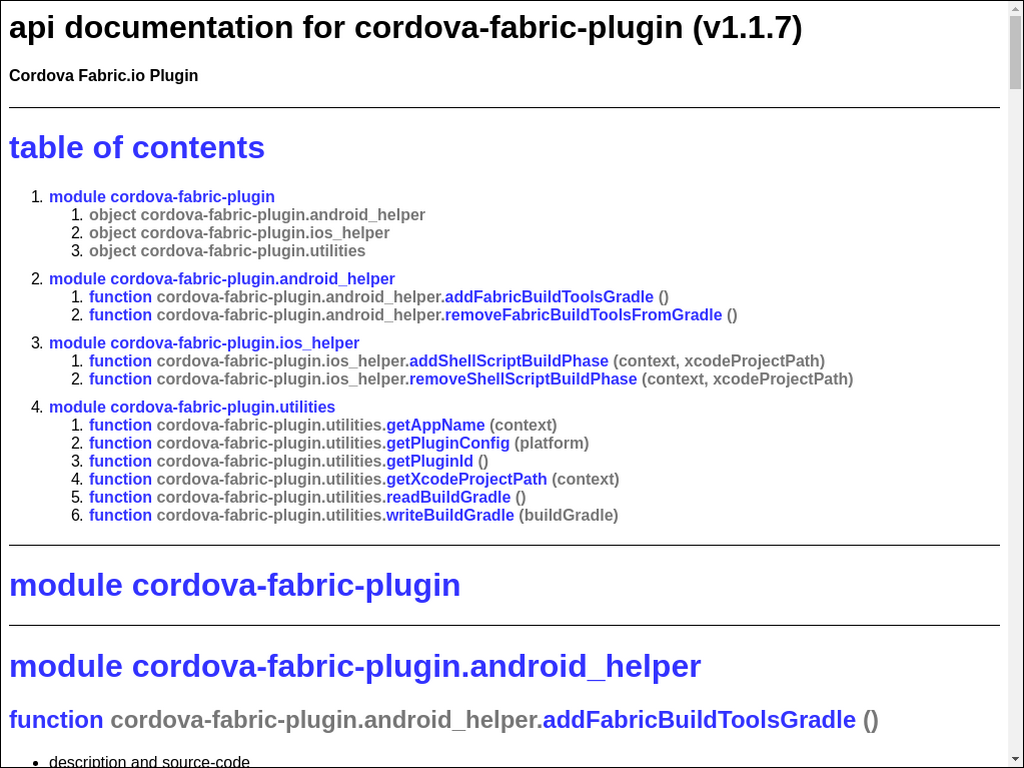 api documentation for cordova-fabric-plugin (v1.1.7)
Cordova Fabric.io Plugin
table of contents
1. module cordova-fabric-plugin
1. object cordova-fabric-plugin.android_helper
2. object cordova-fabric-plugin.ios_helper
3. object cordova-fabric-plugin.utilities
2. module cordova-fabric-plugin.android_helper
1. function cordova-fabric-plugin.android_helper.addFabricBuildToolsGradle ()
2. function cordova-fabric-plugin.android_helper.removeFabricBuildToolsFromGradle ()
3. module cordova-fabric-plugin.ios_helper
1. function cordova-fabric-plugin.ios_helper.addShellScriptBuildPhase (context, xcodeProjectPath)
2. function cordova-fabric-plugin.ios_helper.removeShellScriptBuildPhase (context, xcodeProjectPath)
4. module cordova-fabric-plugin.utilities
1. function cordova-fabric-plugin.utilities.getAppName (context)
2. function cordova-fabric-plugin.utilities.getPluginConfig (platform)
3. function cordova-fabric-plugin.utilities.getPluginId ()
4. function cordova-fabric-plugin.utilities.getXcodeProjectPath (context)
5. function cordova-fabric-plugin.utilities.readBuildGradle ()
6. function cordova-fabric-plugin.utilities.writeBuildGradle (buildGradle)
module cordova-fabric-plugin
module cordova-fabric-plugin.android_helper
function cordova-fabric-plugin.android_helper.addFabricBuildToolsGradle ()
• description and source-code